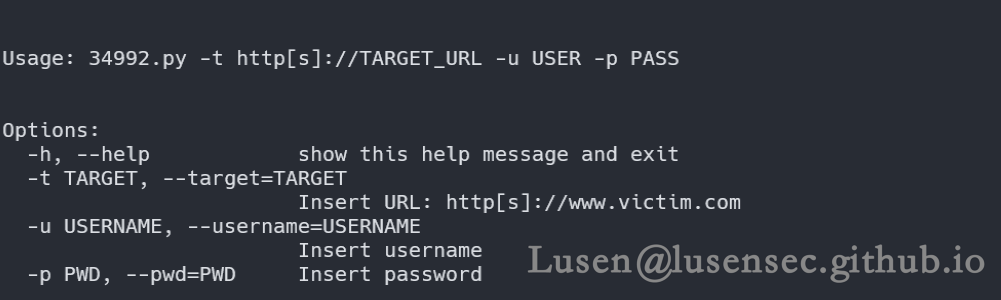 Usage: 34992.py -t http[s]://TARGET_URL -u USER -p PASS
Options:
-h, --help show this help message and exit
-t TARGET, --target=TARGET
Insert URL: http[s]://www.victim.com
-u USERNAME, --username=USERNAME
Insert username
-p PWD, --pwd=PWD Insert password
Lusen@lusensec.github.io